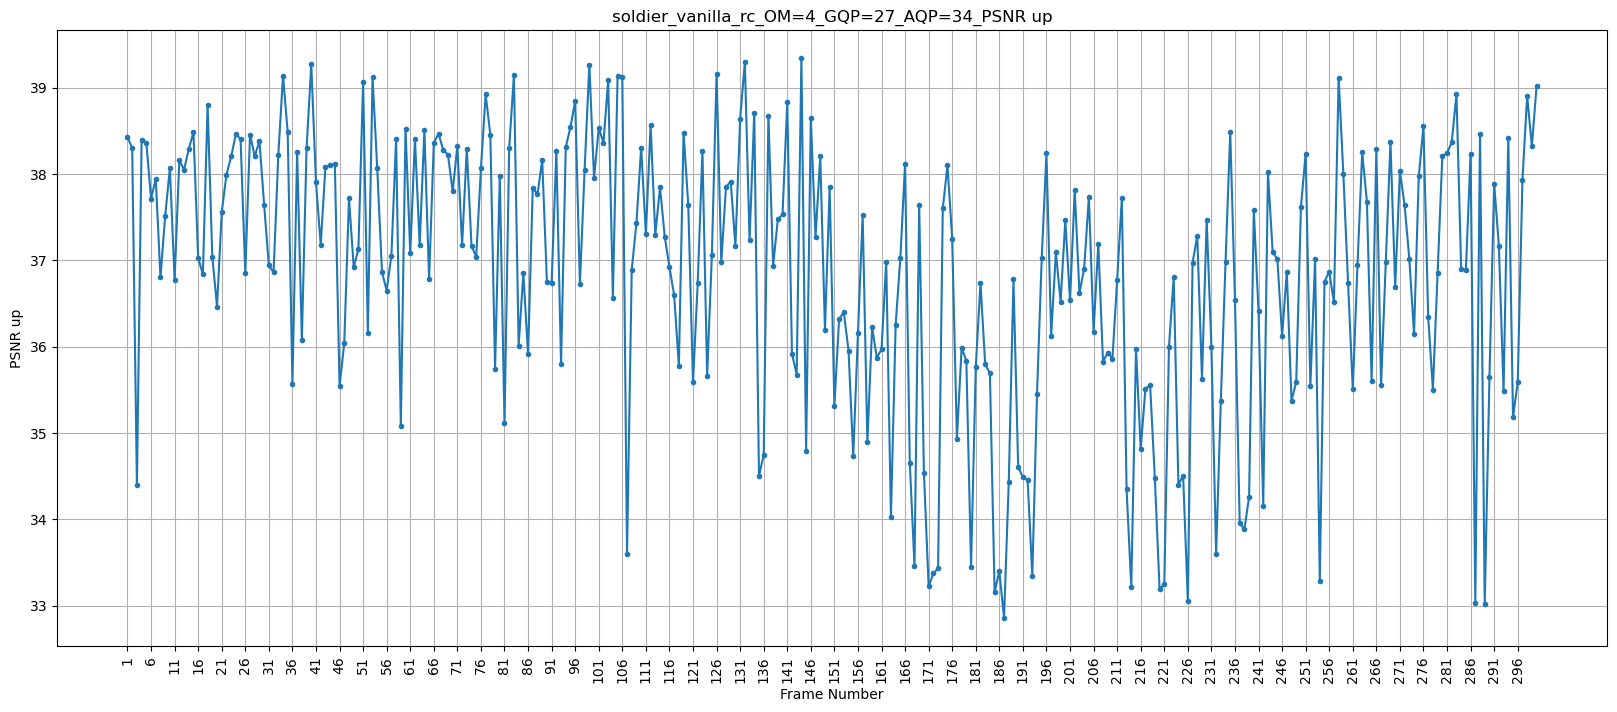 soldier_vanilla_rc_OM=4_GQP=27_AQP=34_PSNR up
PSNR up
39
38
37
36
35
34
33
1 6 11 16 21 26 31 36 41 46 51 56 61 66 71 76 81 86 91 96 101 106 111 116 121 126 131 136 141 146 151 156 161 166 171 176 181 186 191 196 201 206 211 216 221 226 231 236 241 246 251 256 261 266 271 276 281 286 291 296
Frame Number